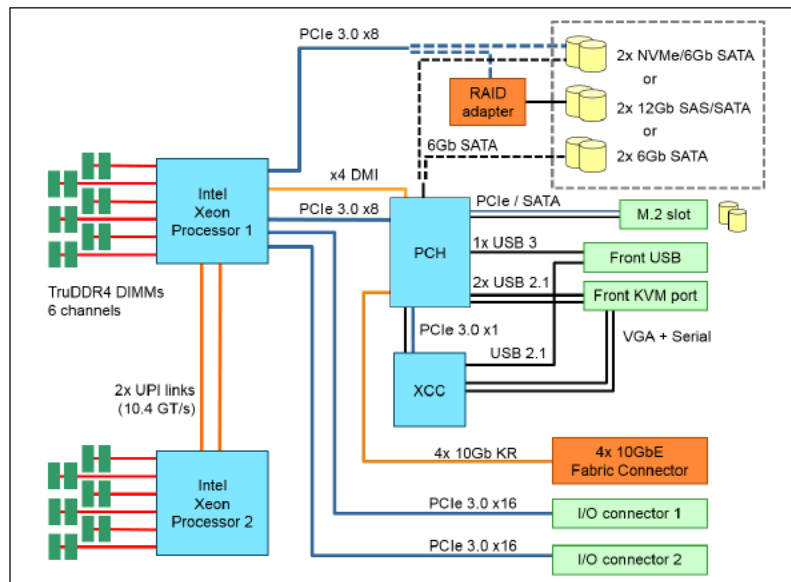 PCIe 3.0 x8
2x NVMe/6Gb SATA
or
RAID
adapter
2x 12Gb SAS/SATA
or
6Gb SATA
2x 6Gb SATA
Intel
Xeon
Processor 1
x4 DMI
PCIe 3.0 x8
PCH
PCIe / SATA
M.2 slot
1x USB 3
Front USB
2x USB 2.1
Front KVM port
TruDDR4 DIMMs
6 channels
PCIe 3.0 x1
VGA + Serial
USB 2.1
XCC
2x UPI links
(10.4 GT/s)
4x 10Gb KR
4x 10GbE
Fabric Connector
Intel
Xeon
Processor 2
PCIe 3.0 x16
I/O connector 1
PCIe 3.0 x16
I/O connector 2